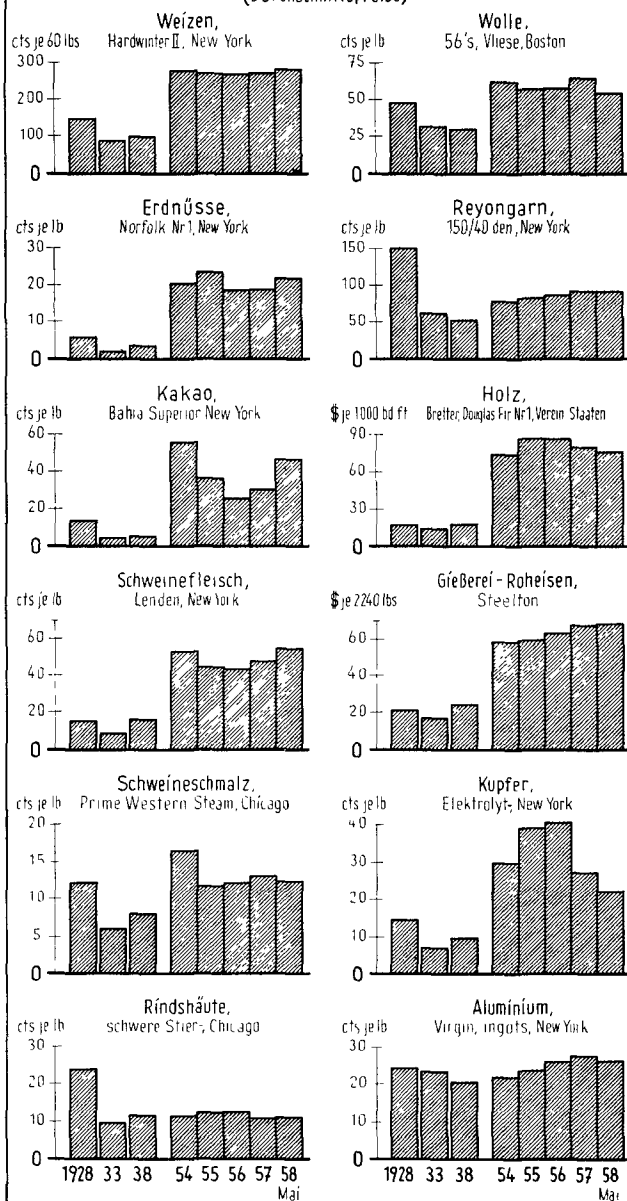 Weizen,
cts je 60 lbs Hardwinter II, New York
300
200
100
0
Wolle,
cts je lb 56's, Vliese, Boston
75
50
25
0
Erdnüsse,
cts je lb Norfolk Nr 1, New York
30
20
10
0
Reyongarn,
cts je lb 150/40 den, New York
150
100
50
0
Kakao,
cts je lb Bahia Superior New York
60
40
20
0
Holz,
$ je 1000 bd ft Bretter, Douglas Fir Nr 1, Verein Staaten
90
60
30
0
Schweinefleisch,
cts je lb Lenden, New York
60
40
20
0
Gießerei-Roheisen,
$ je 2240 lbs Steelton
60
40
20
0
Schweineschmalz,
cts je lb Prime Western Steam, Chicago
20
15
10
5
0
Kupfer,
cts je lb Elektrolyt-, New York
40
30
20
10
0
Rindshäute,
cts je lb schwere Stier-, Chicago
30
20
10
0
1928 33 38 54 55 56 57 58
Mai
Aluminium,
cts je lb Virgin, ingots, New York
30
20
10
0
1928 33 38 54 55 56 57 58
Mai